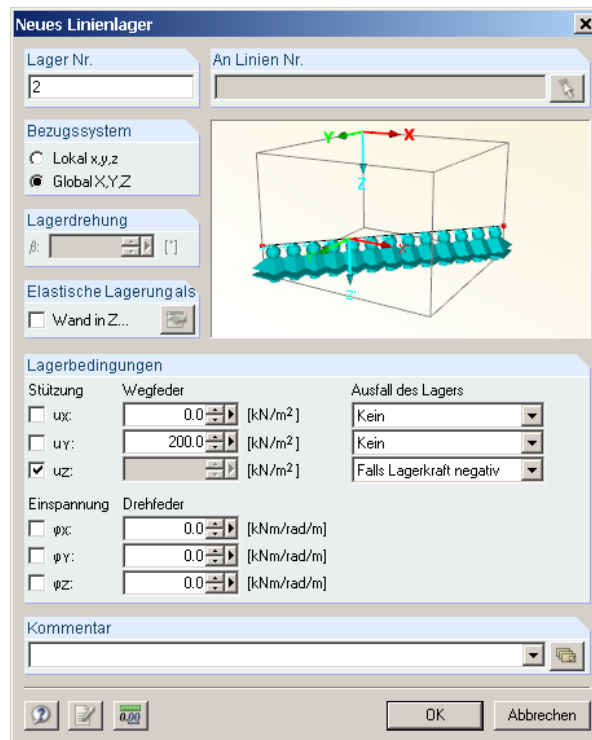 Neues Linienlager
Lager Nr.
An Linien Nr.
2
Bezugssystem
Lokal x,y,z
Global X,Y,Z
Lagerdrehung
β: [°]
Elastische Lagerung als
Wand in Z...
Y X
Z
X'
Z'
Lagerbedingungen
Stützung Wegfeder Ausfall des Lagers
uX: 0.0 [kN/m²] Kein
uY: 200.0 [kN/m²] Kein
uZ: [kN/m²] Falls Lagerkraft negativ
Einspannung Drehfeder
φX: 0.0 [kNm/rad/m]
φY: 0.0 [kNm/rad/m]
φZ: 0.0 [kNm/rad/m]
Kommentar
0.00
OK Abbrechen